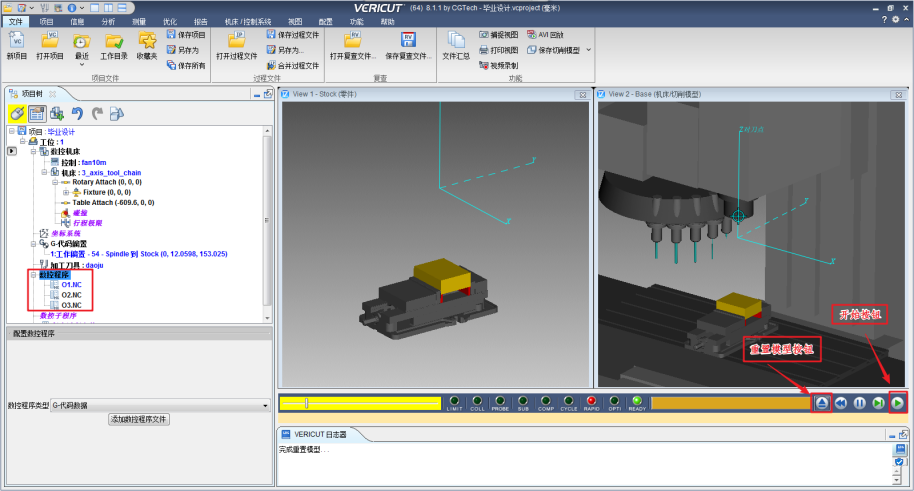 VERICUT (64) 8.1.1 by CGTech - 毕业设计.vcproject (毫米)
文件 项目 信息 分析 测量 优化 报告 机床 / 控制系统 视图 配置 功能 帮助
新项目 打开项目 最近 工作目录 收藏夹
保存项目
另存为
保存所有
项目文件
打开过程文件
保存过程文件
另存为...
合并过程文件
过程文件
打开复查文件... 保存复查文件...
复查
文件汇总
捕捉视图
打印视图
视频录制
AVI 回放
保存切削模型
功能
项目树
项目 : 毕业设计
工位 : 1
数控机床
控制 : fan10m
机床 : 3_axis_tool_chain
Rotary Attach (0, 0, 0)
Fixture (0, 0, 0)
Table Attach (-609.6, 0, 0)
碰撞
行程极限
坐标系统
G-代码偏置
1:工作偏置 - 54 - Spindle 到 Stock (0, 12.0598, 153.025)
加工刀具 : daoju
数控程序
O1.NC
O2.NC
O3.NC
数控子程序
配置数控程序
数控程序类型 G-代码数据
添加数控程序文件
View 1 - Stock (零件)
Y
X
View 2 - Base (机床/切削模型)
Z对刀点
Y
X
开始按钮
重置模型按钮
LIMIT COLL PROBE SUB COMP CYCLE RAPID OPTI READY
VERICUT 日志器
完成重置模型...